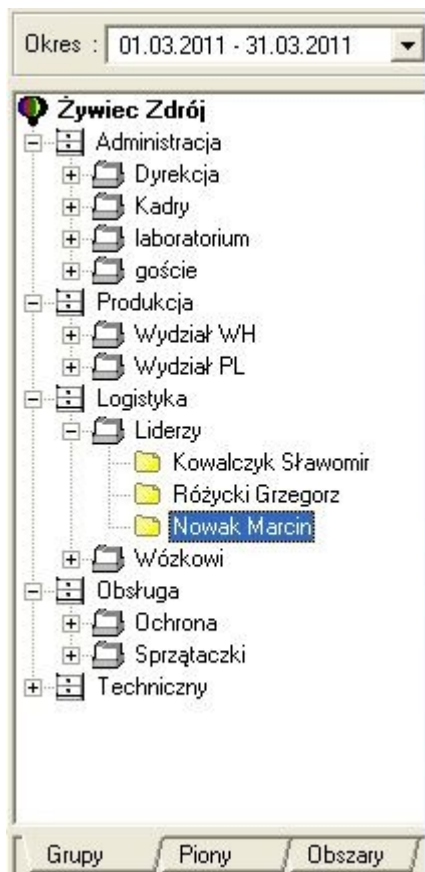 Okres : 01.03.2011 - 31.03.2011
Żywiec Zdrój
Administracja
Dyrekcja
Kadry
laboratorium
goście
Produkcja
Wydział WH
Wydział PL
Logistyka
Liderzy
Kowalczyk Sławomir
Różycki Grzegorz
Nowak Marcin
Wózkowi
Obsługa
Ochrona
Sprzątaczki
Techniczny
Grupy Piony Obszary